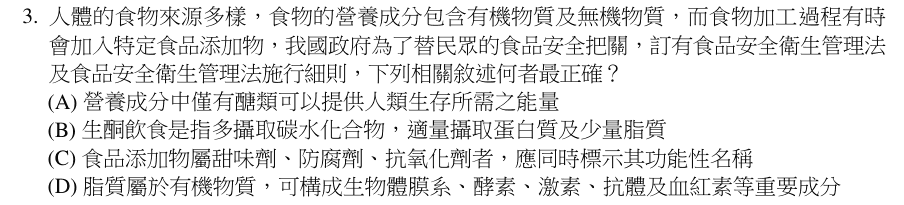 3. 人體的食物來源多樣，食物的營養成分包含有機物質及無機物質，而食物加工過程有時
會加入特定食品添加物，我國政府為了替民眾的食品安全把關，訂有食品安全衛生管理法
及食品安全衛生管理法施行細則，下列相關敘述何者最正確？
(A) 營養成分中僅有醣類可以提供人類生存所需之能量
(B) 生酮飲食是指多攝取碳水化合物，適量攝取蛋白質及少量脂質
(C) 食品添加物屬甜味劑、防腐劑、抗氧化劑者，應同時標示其功能性名稱
(D) 脂質屬於有機物質，可構成生物體膜系、酵素、激素、抗體及血紅素等重要成分